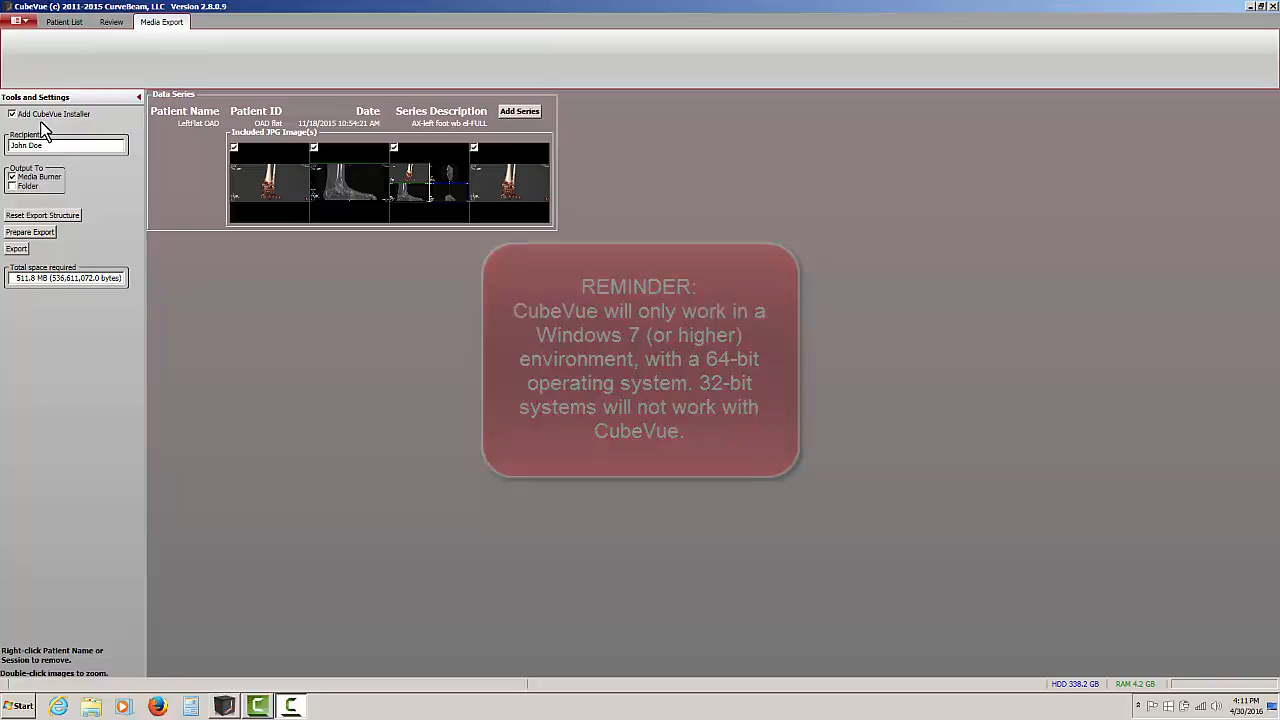 CubeVue (c) 2011-2015 CurveBeam, LLC Version 2.8.0.9
Patient List Review Media Export
Tools and Settings
Add CubeVue Installer
Recipient
John Doe
Output To
Media Burner
Folder
Reset Export Structure
Prepare Export
Export
Total space required
511.8 MB (536,611,072.0 bytes)
Data Series
Patient Name Patient ID Date Series Description Add Series
LeftFlat OAD OAD flat 11/18/2015 10:54:21 AM AX-left foot wb el-FULL
Included JPG Image(s)
REMINDER:
CubeVue will only work in a
Windows 7 (or higher)
environment, with a 64-bit
operating system. 32-bit
systems will not work with
CubeVue.
Right-click Patient Name or
Session to remove.
Double-click images to zoom.
HDD 338.2 GB RAM 4.2 GB
Start
4:11 PM
4/30/2016